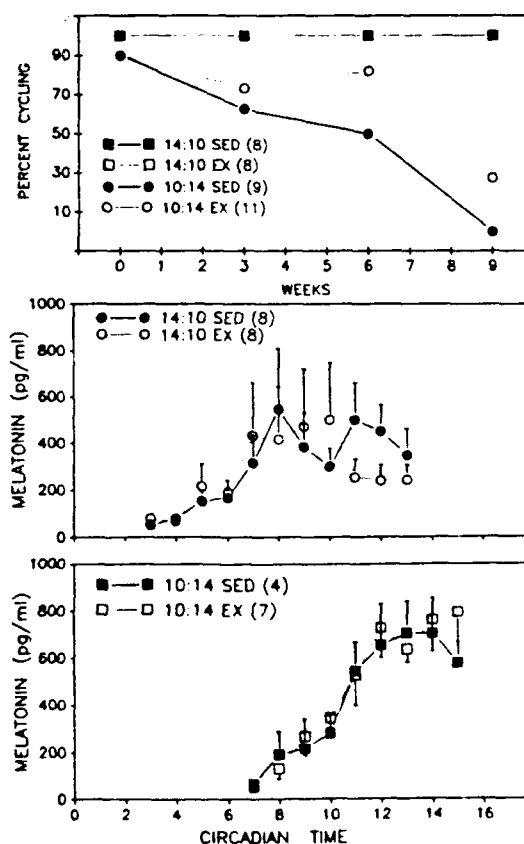 PERCENT CYCLING
90
70
50
30
10
14:10 SED (8)
14:10 EX (8)
10:14 SED (9)
10:14 EX (11)
0 1 2 3 4 5 6 7 8 9
WEEKS
MELATONIN (pg/ml)
1000
800
600
400
200
0
14:10 SED (8)
14:10 EX (8)
MELATONIN (pg/ml)
1000
800
600
400
200
0
10:14 SED (4)
10:14 EX (7)
0 2 4 6 8 10 12 14 16
CIRCADIAN TIME